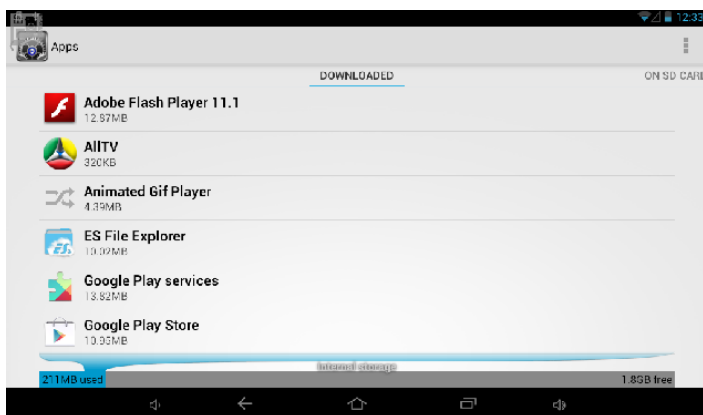 12:33
Apps
DOWNLOADED
ON SD CARD
Adobe Flash Player 11.1
12.87MB
AllTV
320KB
Animated Gif Player
4.39MB
ES File Explorer
10.02MB
Google Play services
13.82MB
Google Play Store
10.95MB
Internal storage
211MB used
1.8GB free